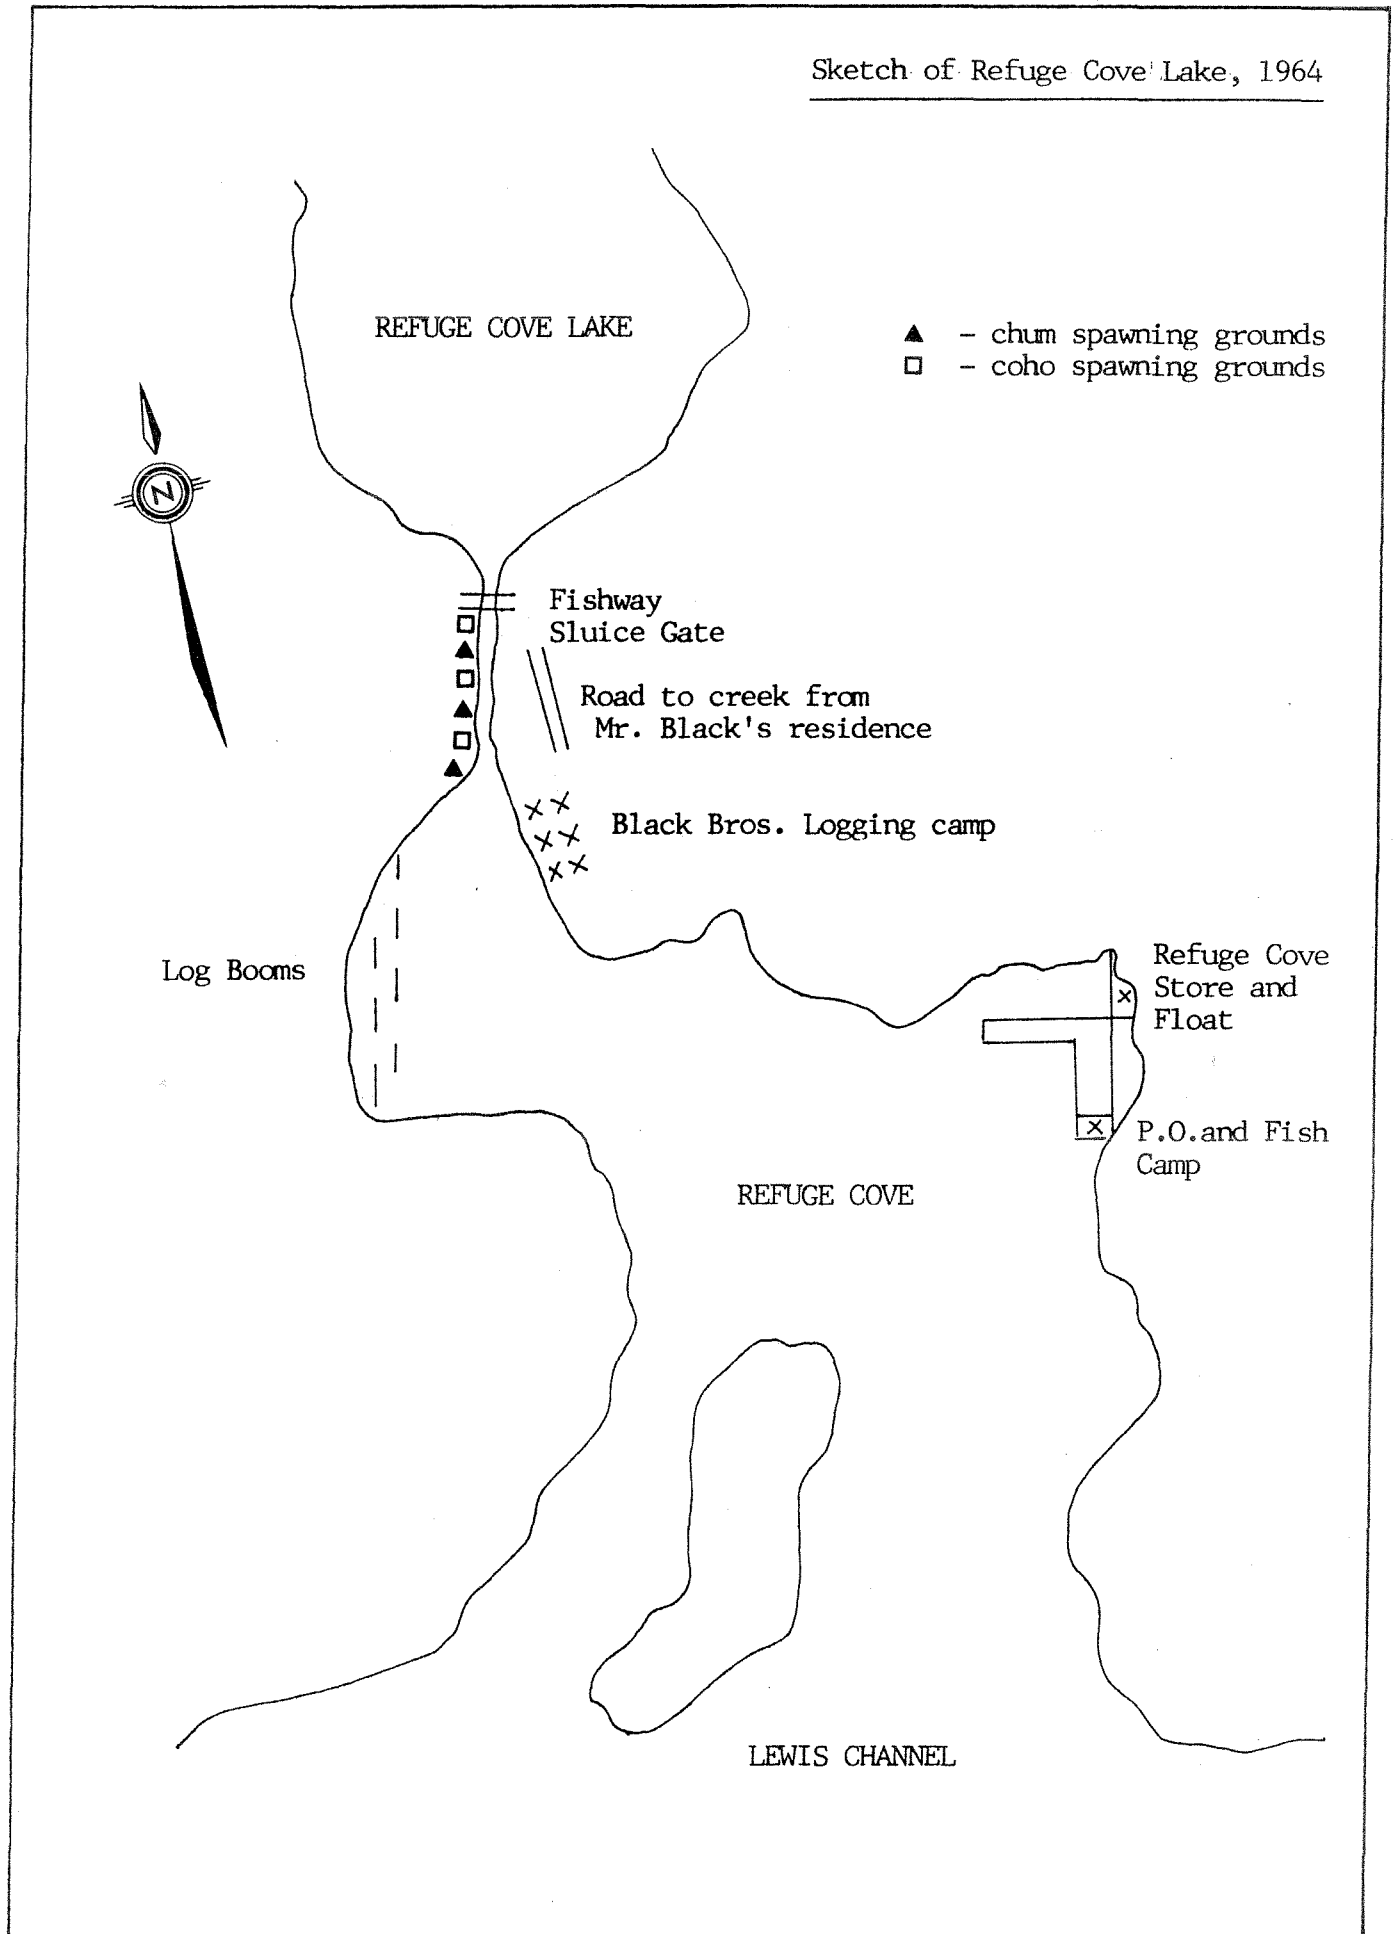 Sketch of Refuge Cove Lake, 1964
REFUGE COVE LAKE
▲ - chum spawning grounds
□ - coho spawning grounds
N
Fishway
Sluice Gate
Road to creek from
Mr. Black's residence
Black Bros. Logging camp
Log Booms
Refuge Cove
Store and
Float
P.O.and Fish
Camp
REFUGE COVE
LEWIS CHANNEL